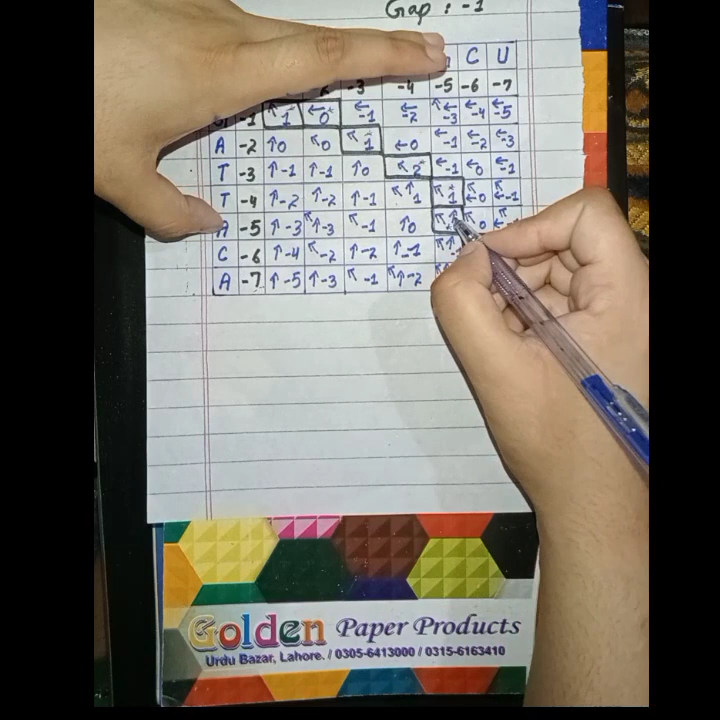 Gap : -1
C U
-3 -4 -5 -6 -7
-1 ↖1 ←0* ←-1 ←-2 ↖←-3 ←-4 ←-5
A -2 ↑0 ↖0 ↖1 ←0 ←-1 ←-2 ←-3
T -3 ↑-1 ↑-1 ↑0 ↖2* ←-1 ←0 ←-1
T -4 ↑-2 ↑-2 ↑-1 ↖↑1 ↖1* ←0 ←-1
A -5 ↑-3 ↖↑-3 ↖-1 ↑0 ↖↑ 0
C -6 ↑-4 ↖-2 ↑-2 ↑-1 ↖↑
A -7 ↑-5 ↑-3 ↖-1 ↖↑-2
Golden Paper Products
Urdu Bazar, Lahore. / 0305-6413000 / 0315-6163410